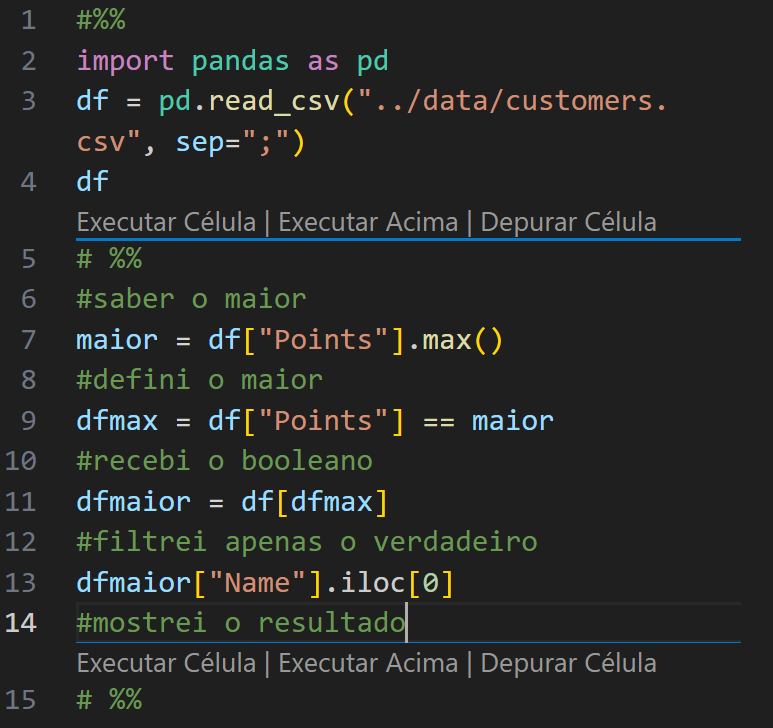 1 #%%
2 import pandas as pd
3 df = pd.read_csv("../data/customers.
csv", sep=";")
4 df
Executar Célula | Executar Acima | Depurar Célula
5 # %%
6 #saber o maior
7 maior = df["Points"].max()
8 #defini o maior
9 dfmax = df["Points"] == maior
10 #recebi o booleano
11 dfmaior = df[dfmax]
12 #filtrei apenas o verdadeiro
13 dfmaior["Name"].iloc[0]
14 #mostrei o resultado
Executar Célula | Executar Acima | Depurar Célula
15 # %%